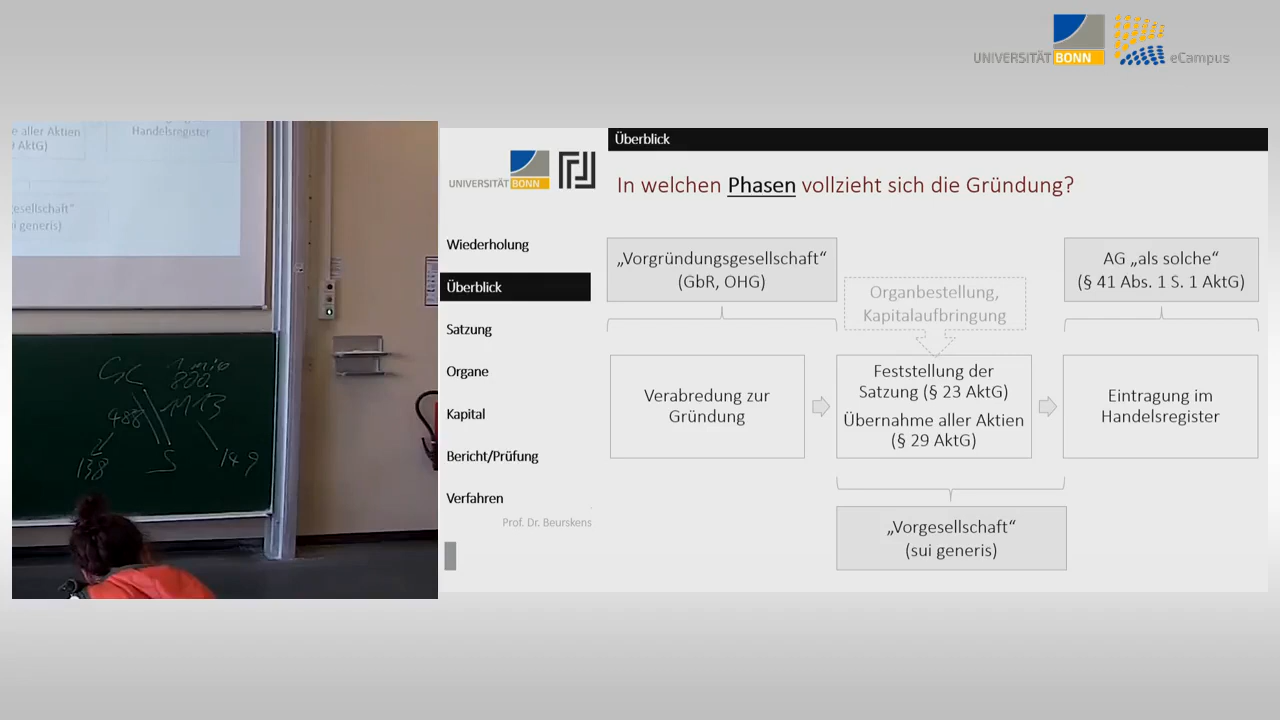 UNIVERSITÄT BONN eCampus
e aller Aktien
AktG)
Handelsregister
esellschaft“
i generis)
488
138
S
149
Überblick
UNIVERSITÄT BONN
In welchen Phasen vollzieht sich die Gründung?
Wiederholung
Überblick
Satzung
Organe
Kapital
Bericht/Prüfung
Verfahren
Prof. Dr. Beurskens
„Vorgründungsgesellschaft“
(GbR, OHG)
Organbestellung,
Kapitalaufbringung
AG „als solche“
(§ 41 Abs. 1 S. 1 AktG)
Verabredung zur
Gründung
Feststellung der
Satzung (§ 23 AktG)
Übernahme aller Aktien
(§ 29 AktG)
Eintragung im
Handelsregister
„Vorgesellschaft“
(sui generis)